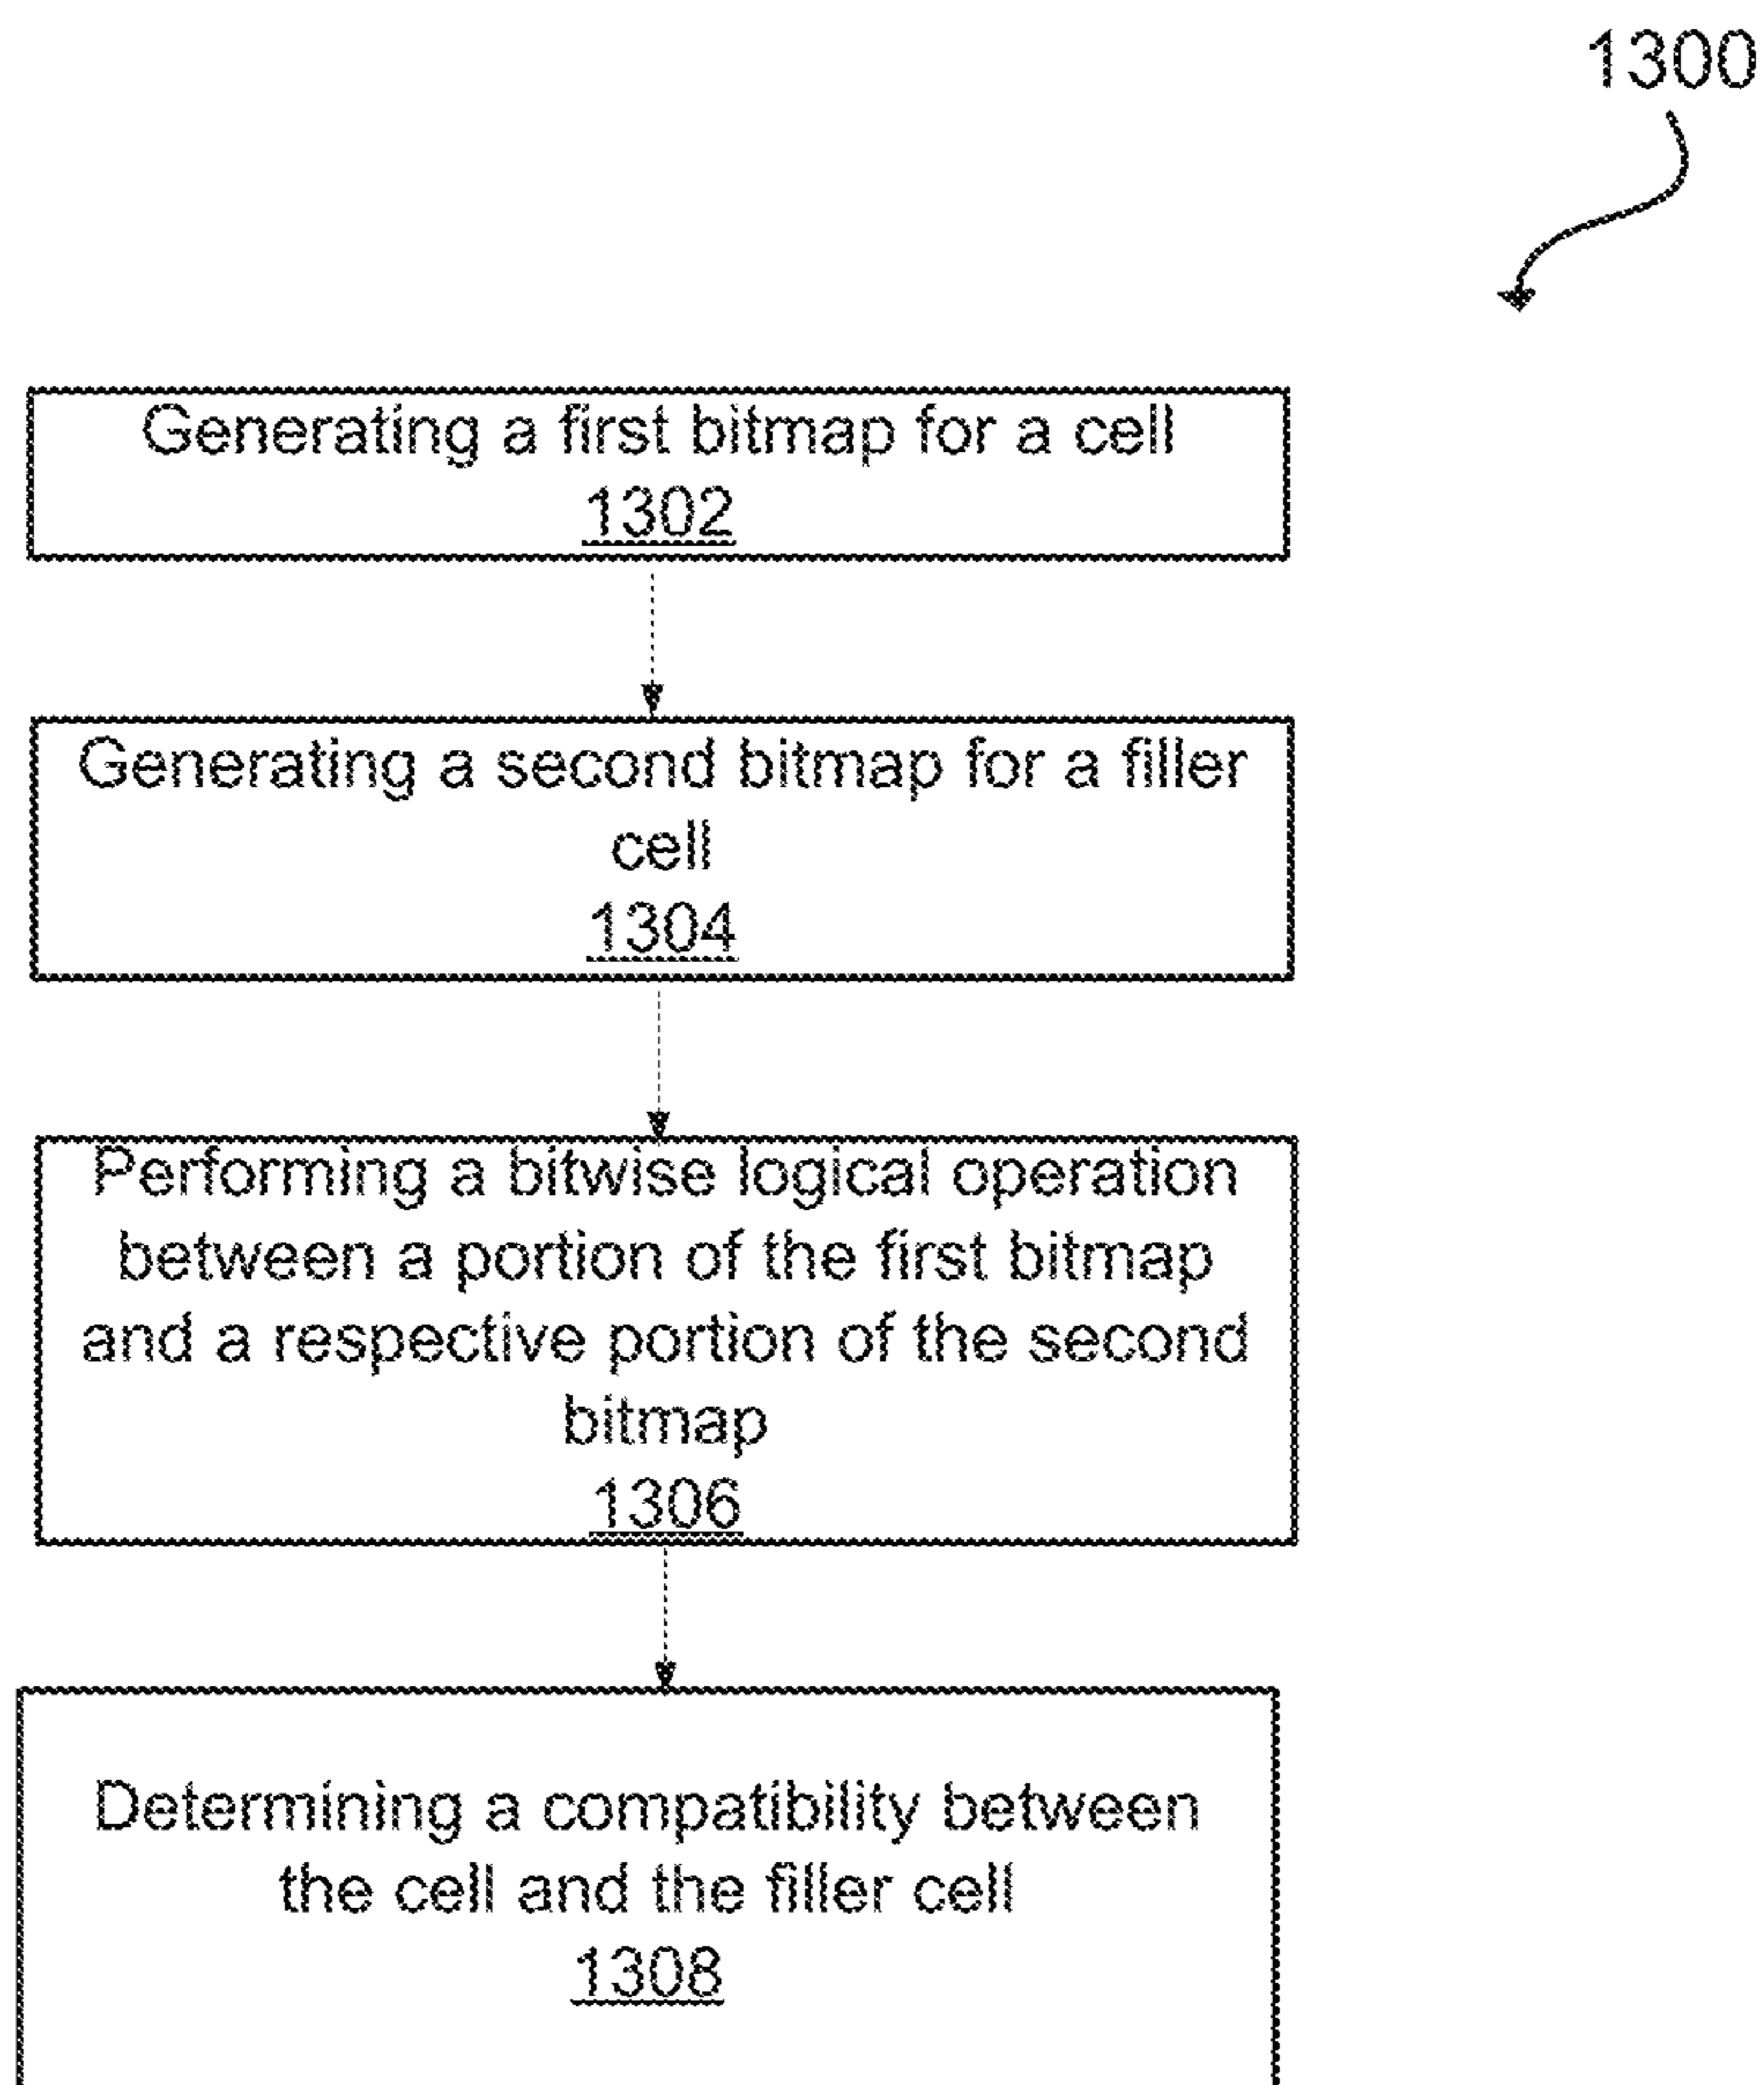 1300
Generating a first bitmap for a cell
1302
Generating a second bitmap for a filler
cell
1304
Performing a bitwise logical operation
between a portion of the first bitmap
and a respective portion of the second
bitmap
1306
Determining a compatibility between
the cell and the filler cell
1308